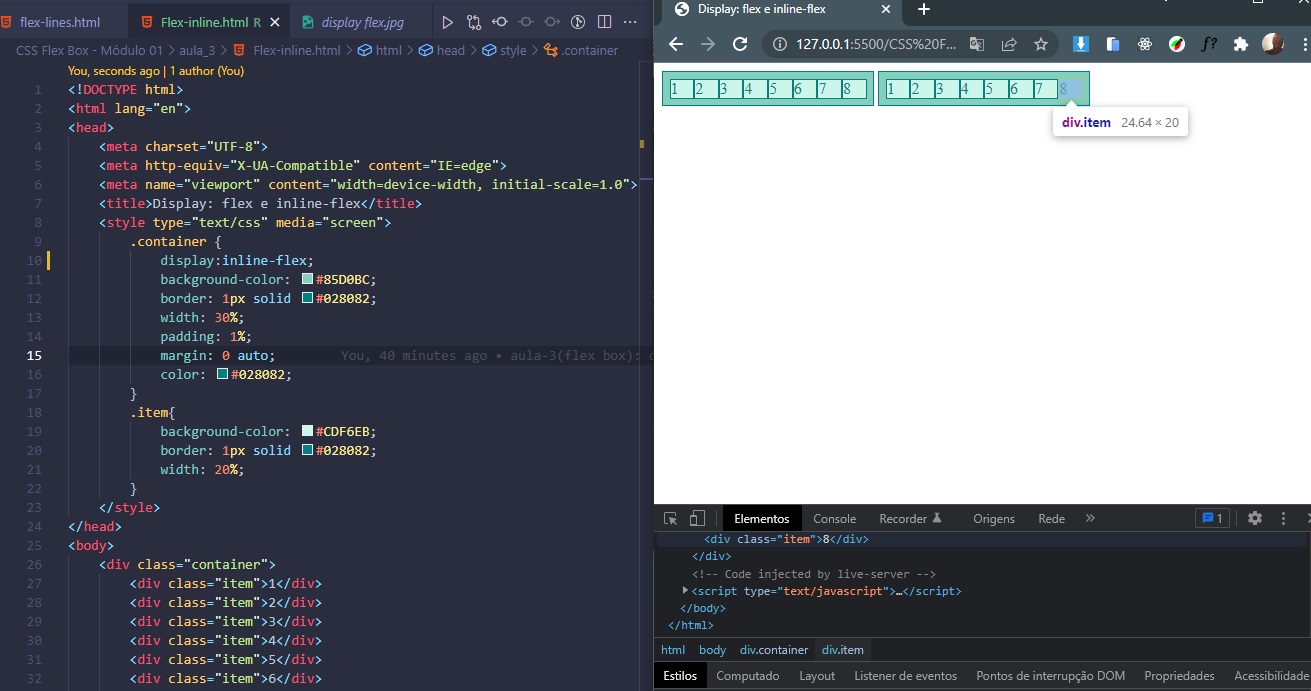 flex-lines.html
Flex-inline.html R
display flex.jpg
CSS Flex Box - Módulo 01 > aula_3 > Flex-inline.html > html > head > style > .container
You, seconds ago | 1 author (You)
1 <!DOCTYPE html>
2 <html lang="en">
3 <head>
4 <meta charset="UTF-8">
5 <meta http-equiv="X-UA-Compatible" content="IE=edge">
6 <meta name="viewport" content="width=device-width, initial-scale=1.0">
7 <title>Display: flex e inline-flex</title>
8 <style type="text/css" media="screen">
9 .container {
10 display:inline-flex;
11 background-color: #85D0BC;
12 border: 1px solid #028082;
13 width: 30%;
14 padding: 1%;
15 margin: 0 auto; You, 40 minutes ago • aula-3(flex box):
16 color: #028082;
17 }
18 .item{
19 background-color: #CDF6EB;
20 border: 1px solid #028082;
21 width: 20%;
22 }
23 </style>
24 </head>
25 <body>
26 <div class="container">
27 <div class="item">1</div>
28 <div class="item">2</div>
29 <div class="item">3</div>
30 <div class="item">4</div>
31 <div class="item">5</div>
32 <div class="item">6</div>
Display: flex e inline-flex
127.0.0.1:5500/CSS%20F...
f?
1 2 3 4 5 6 7 8 1 2 3 4 5 6 7 8
div.item 24.64 × 20
Elementos Console Recorder Origens Rede » 1
<div class="item">8</div>
</div>
<!-- Code injected by live-server -->
<script type="text/javascript">…</script>
</body>
</html>
html body div.container div.item
Estilos Computado Layout Listener de eventos Pontos de interrupção DOM Propriedades Acessibilidade